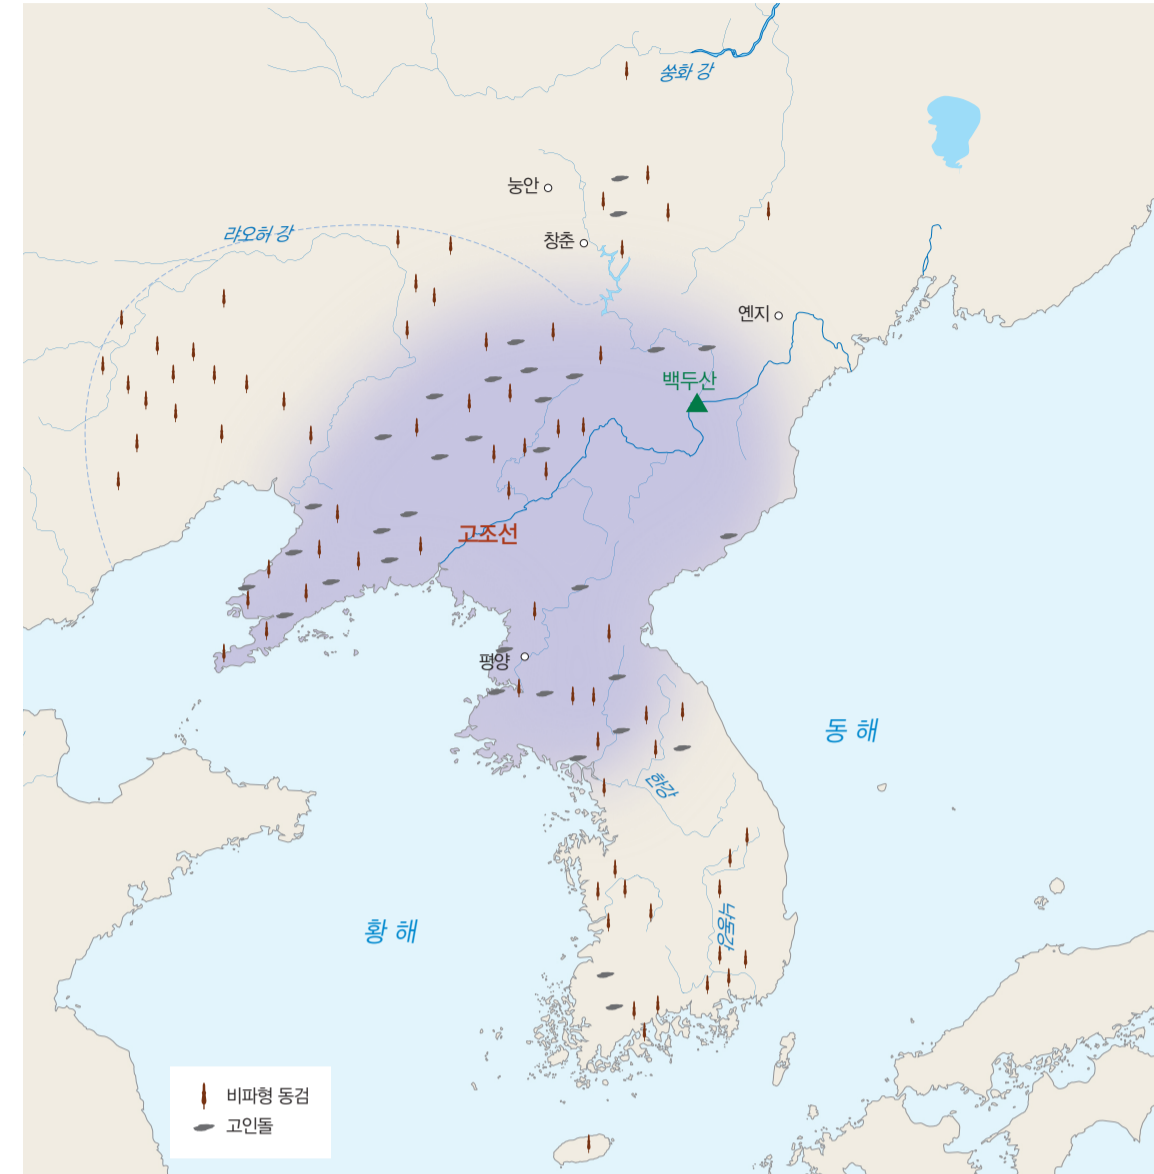 쑹화 강
눙안
랴오허 강
창춘
옌지
백두산
고조선
평양
동 해
한강
낙동강
황 해
비파형 동검
고인돌